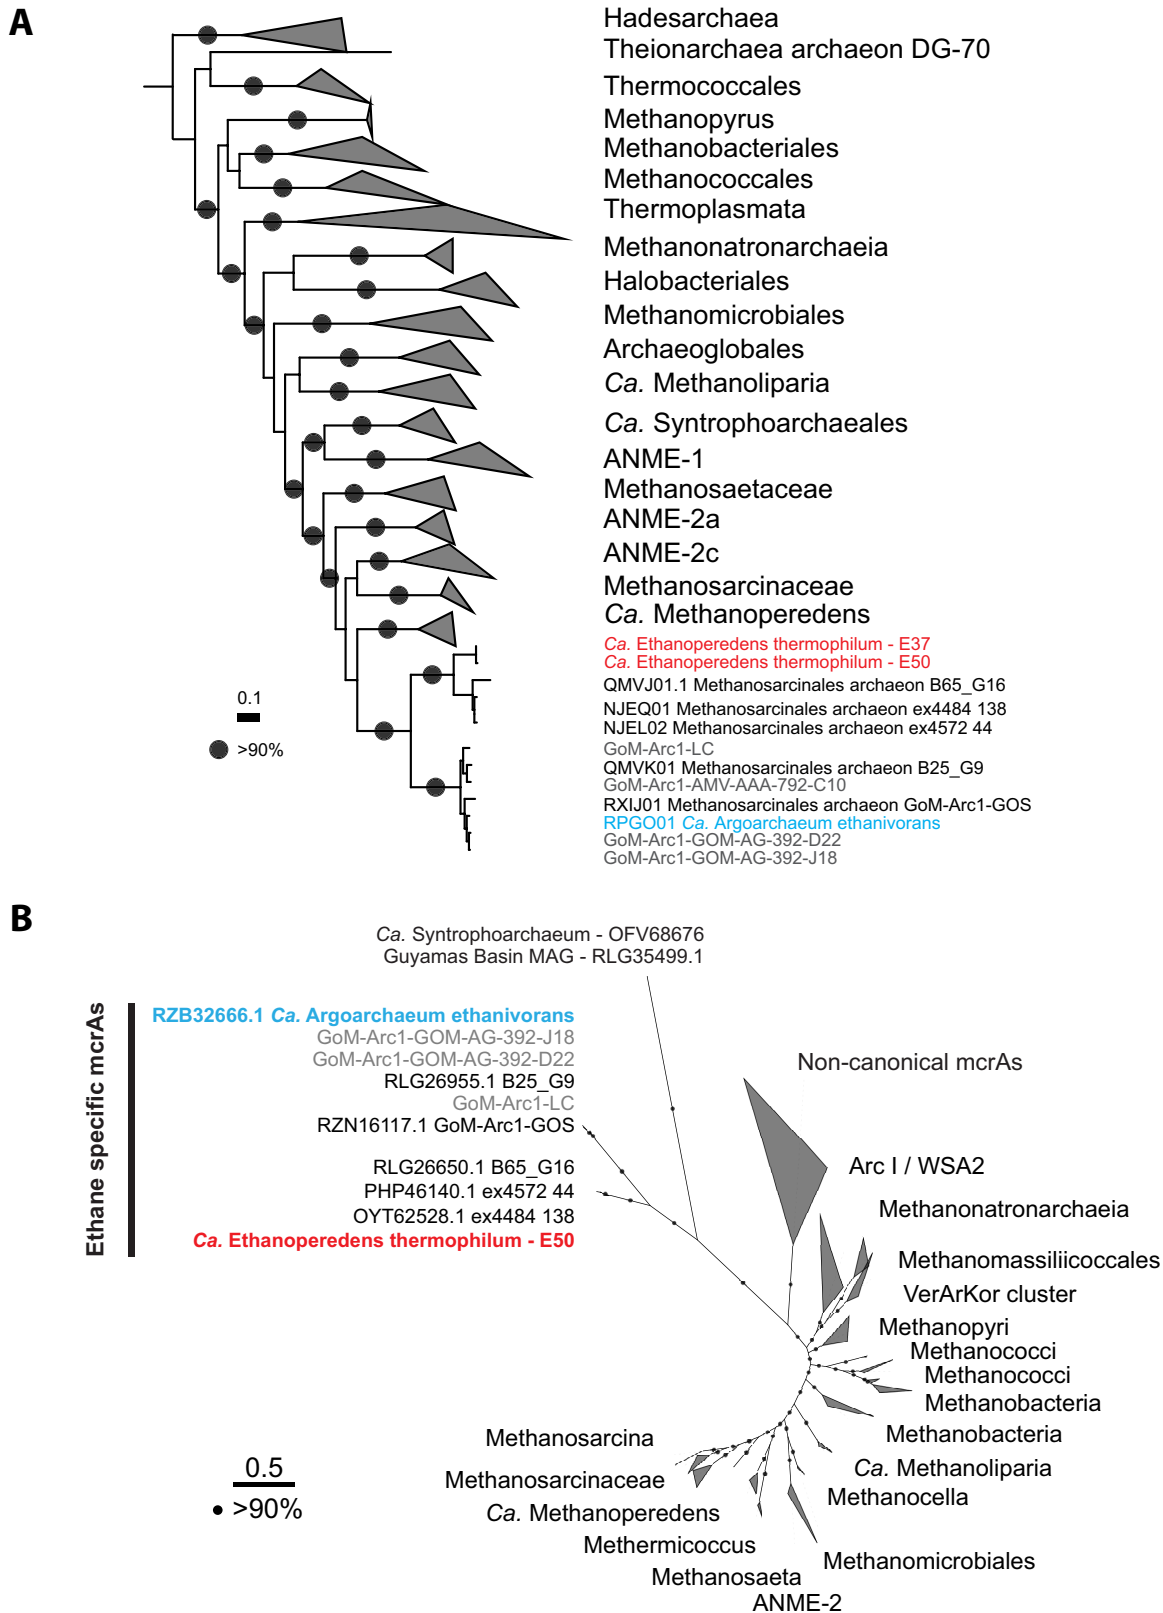 A
Hadesarchaea
Theionarchaea archaeon DG-70
Thermococcales
Methanopyrus
Methanobacteriales
Methanococcales
Thermoplasmata
Methanonatronarchaeia
Halobacteriales
Methanomicrobiales
Archaeoglobales
Ca. Methanoliparia
Ca. Syntrophoarchaeales
ANME-1
Methanosaetaceae
ANME-2a
ANME-2c
Methanosarcinaceae
Ca. Methanoperedens
Ca. Ethanoperedens thermophilum - E37
Ca. Ethanoperedens thermophilum - E50
QMVJ01.1 Methanosarcinales archaeon B65_G16
NJEQ01 Methanosarcinales archaeon ex4484 138
NJEL02 Methanosarcinales archaeon ex4572 44
GoM-Arc1-LC
QMVK01 Methanosarcinales archaeon B25_G9
GoM-Arc1-AMV-AAA-792-C10
RXIJ01 Methanosarcinales archaeon GoM-Arc1-GOS
RPGO01 Ca. Argoarchaeum ethanivorans
GoM-Arc1-GOM-AG-392-D22
GoM-Arc1-GOM-AG-392-J18
0.1
>90%
B
Ca. Syntrophoarchaeum - OFV68676
Guyamas Basin MAG - RLG35499.1
Ethane specific mcrAs
RZB32666.1 Ca. Argoarchaeum ethanivorans
GoM-Arc1-GOM-AG-392-J18
GoM-Arc1-GOM-AG-392-D22
RLG26955.1 B25_G9
GoM-Arc1-LC
RZN16117.1 GoM-Arc1-GOS
RLG26650.1 B65_G16
PHP46140.1 ex4572 44
OYT62528.1 ex4484 138
Ca. Ethanoperedens thermophilum - E50
Non-canonical mcrAs
Arc I / WSA2
Methanonatronarchaeia
Methanomassiliicoccales
VerArKor cluster
Methanopyri
Methanococci
Methanococci
Methanobacteria
Methanobacteria
Ca. Methanoliparia
Methanocella
Methanomicrobiales
ANME-2
Methanosaeta
Methermicoccus
Ca. Methanoperedens
Methanosarcinaceae
Methanosarcina
0.5
>90%